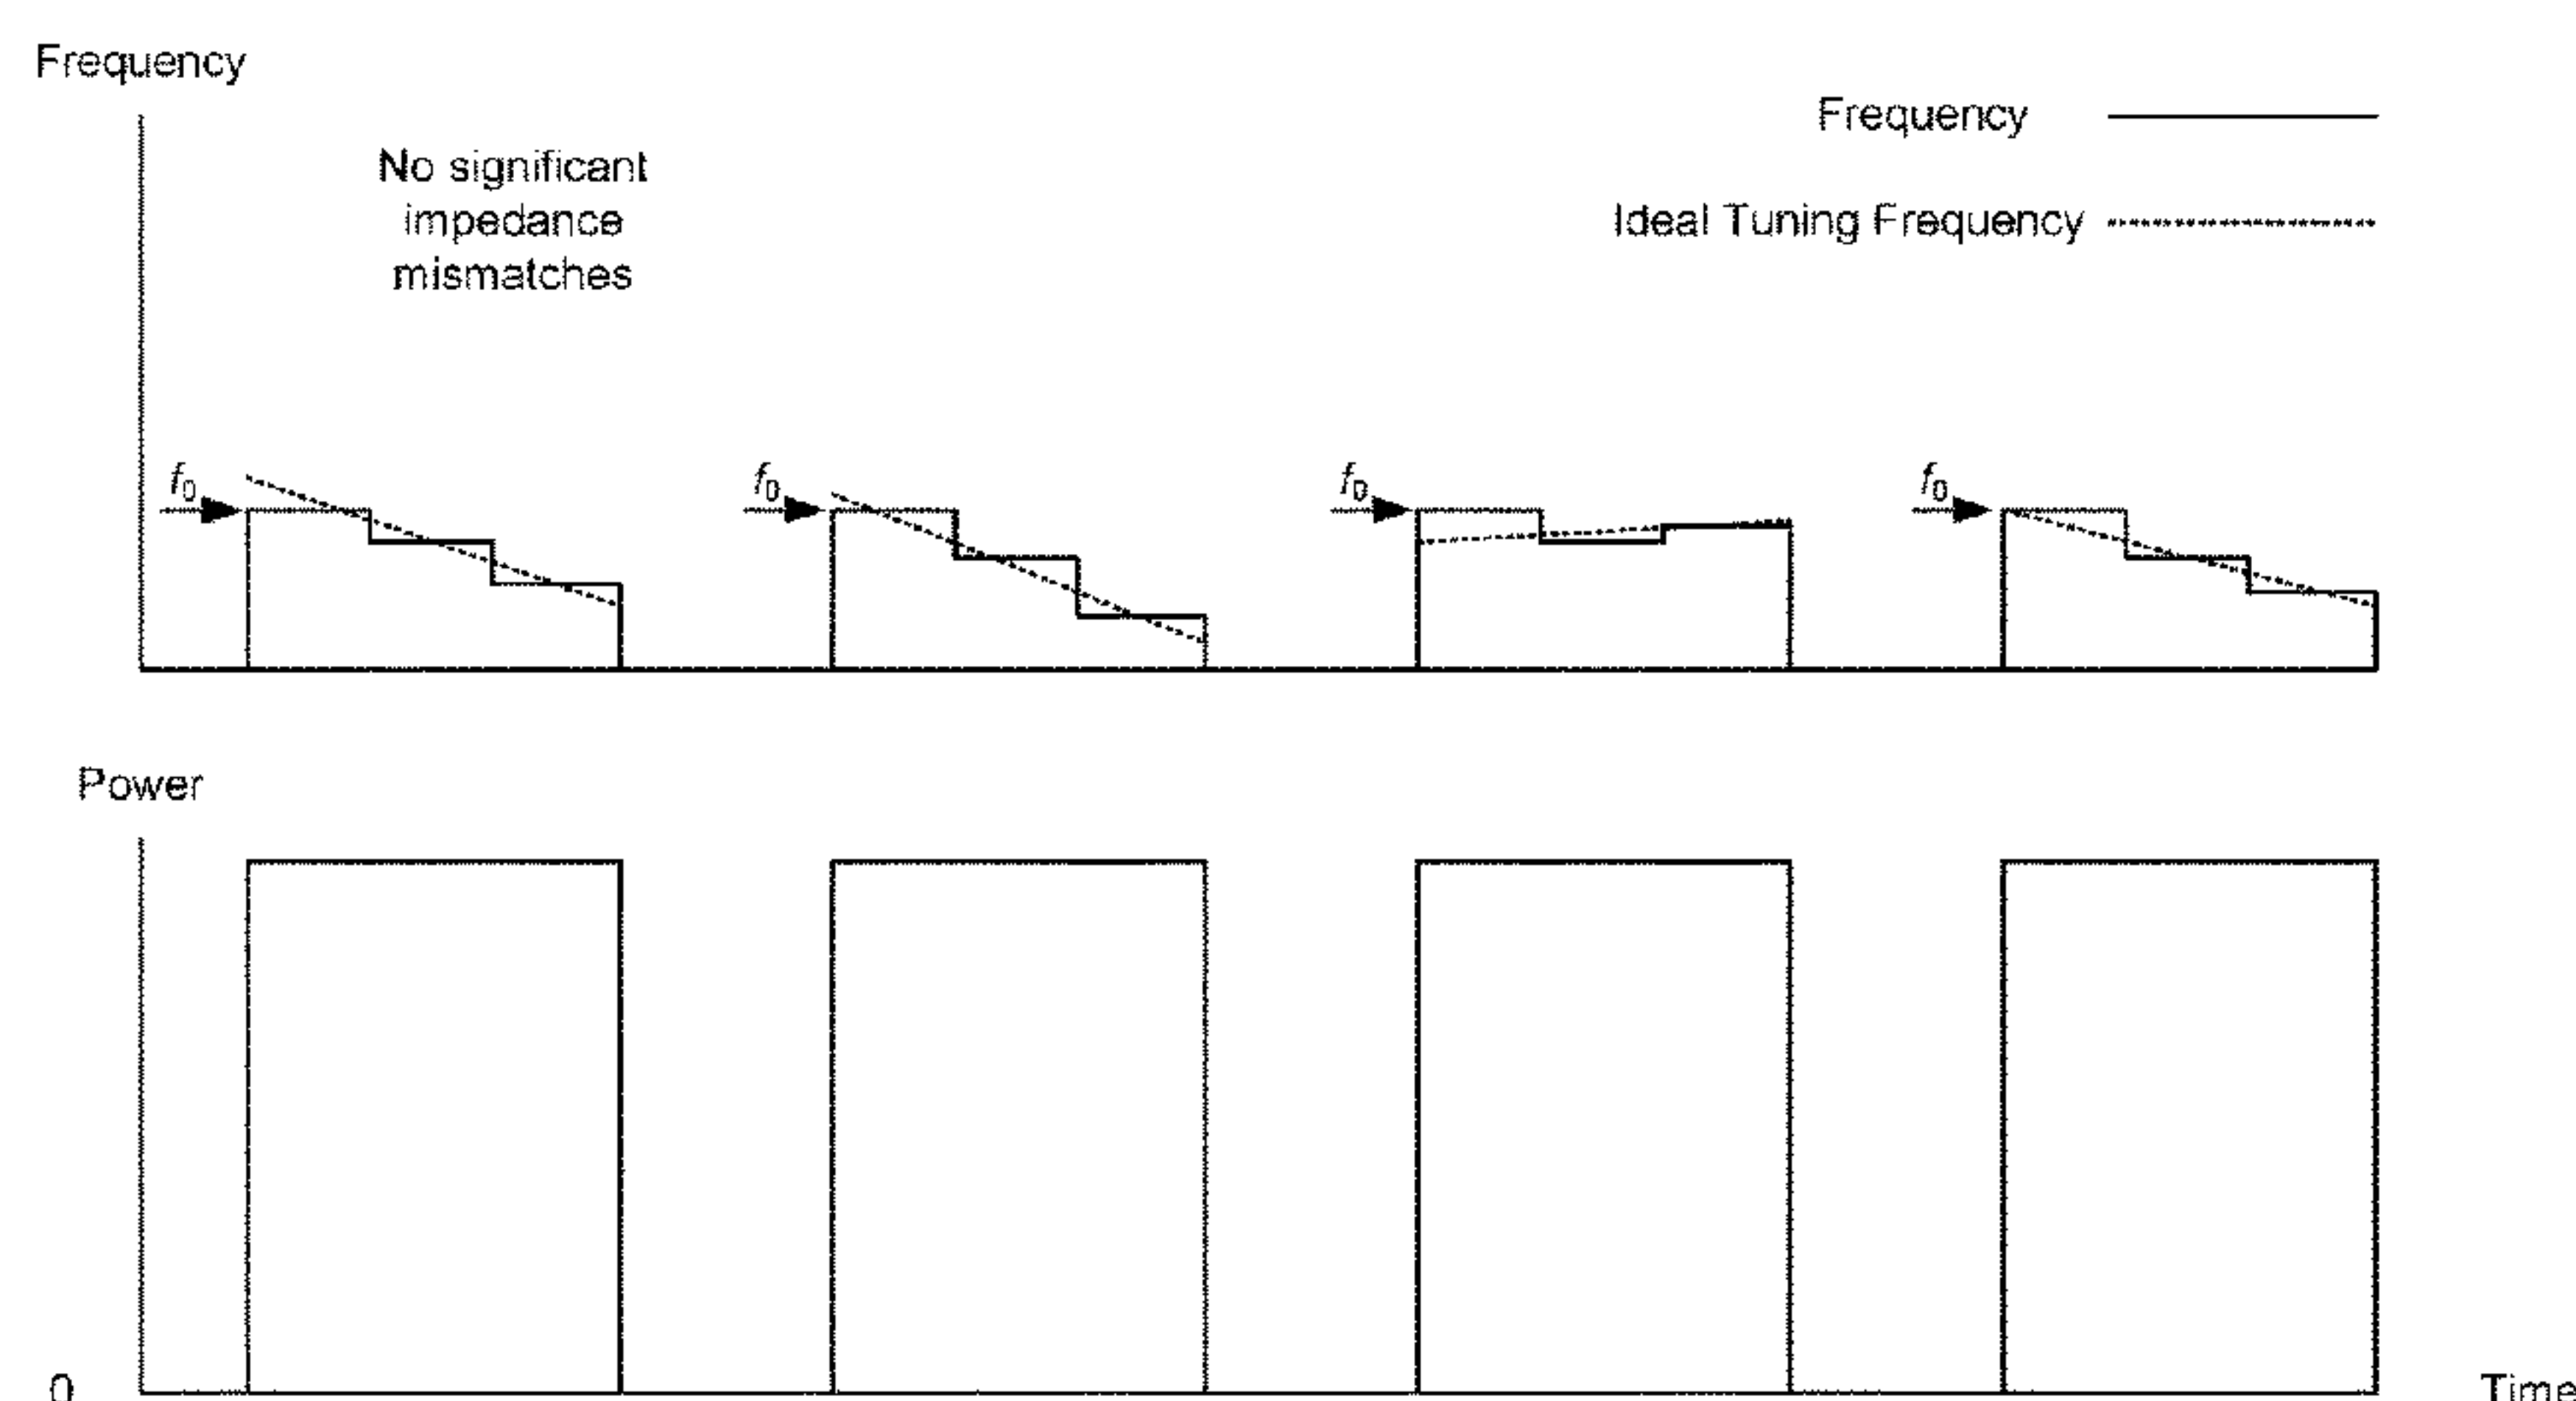 Frequency
No significant
impedance
mismatches
Frequency
Ideal Tuning Frequency
f0
f0
f0
f0
Power
0
Time